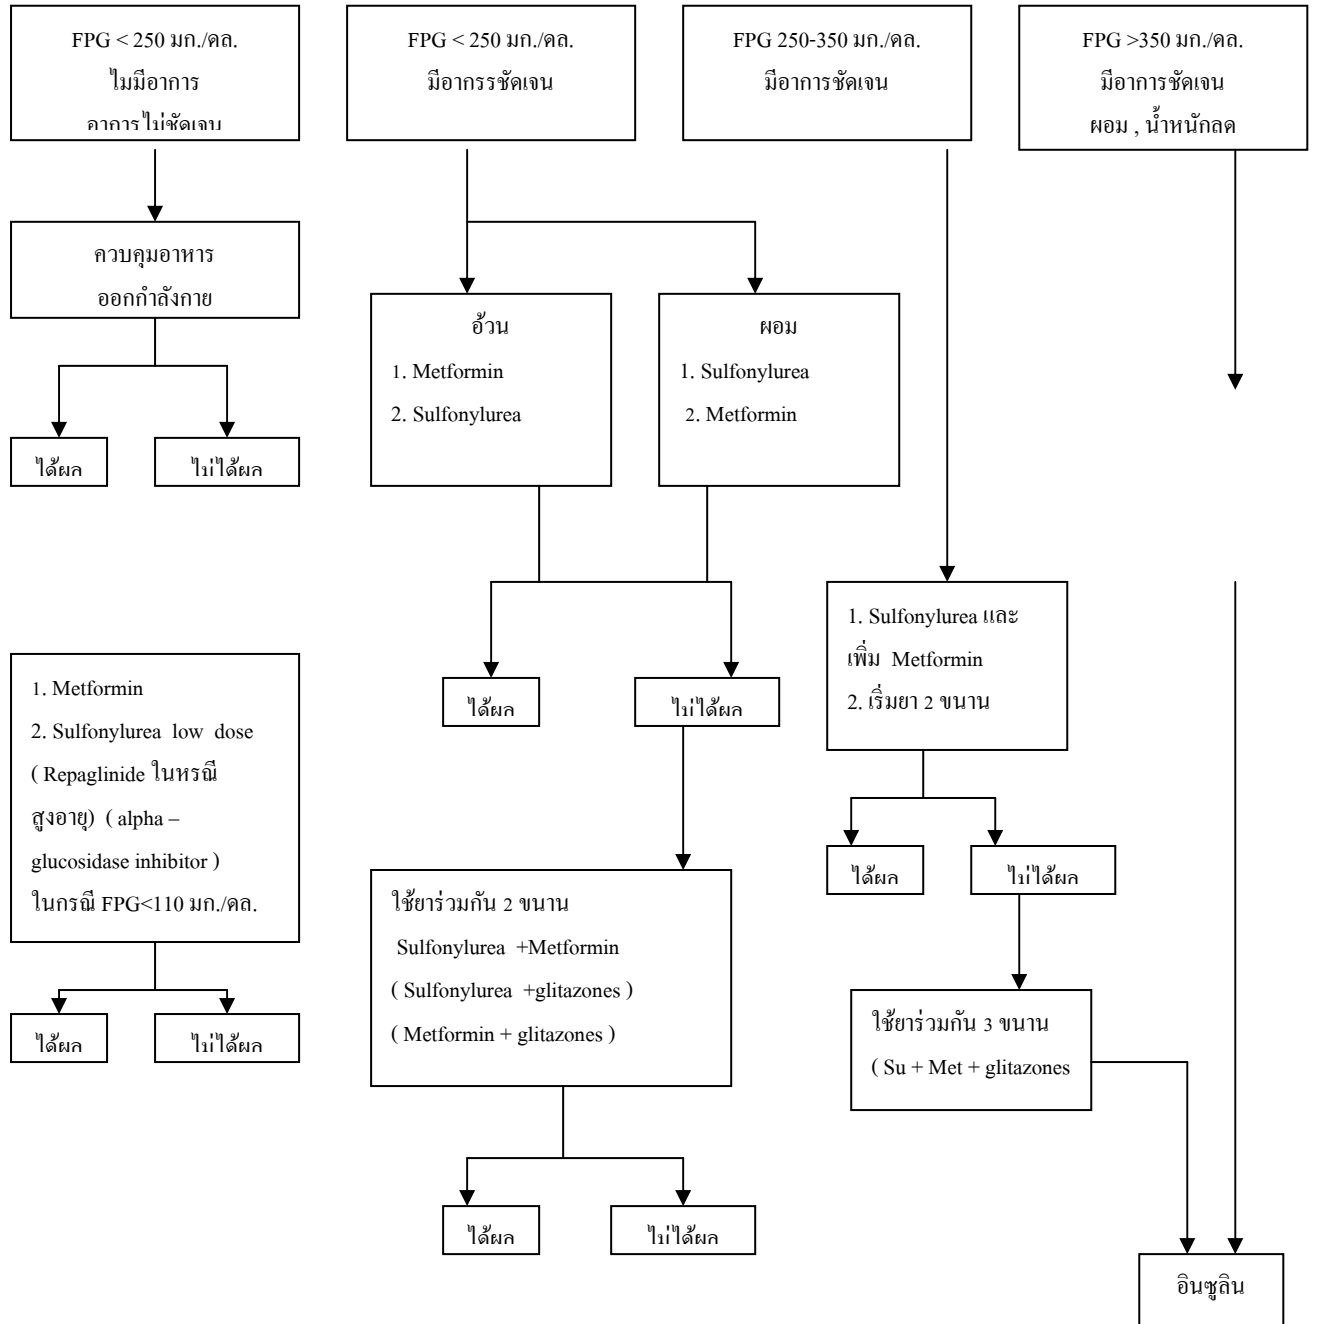 FPG < 250 มก./ดล.
ไมมีอาการ
อาการไม่ชัดเจน
FPG < 250 มก./ดล.
มีอากรรชัดเจน
FPG 250-350 มก./ดล.
มีอาการชัดเจน
FPG >350 มก./ดล.
มีอาการชัดเจน
ผอม , น้ำหนักลด
ควบคุมอาหาร
ออกกำลังกาย
ได้ผล
ไม่ได้ผล
อ้วน
1. Metformin
2. Sulfonylurea
ผอม
1. Sulfonylurea
2. Metformin
ได้ผล
ไม่ได้ผล
1. Sulfonylurea และ
เพิ่ม Metformin
2. เริ่มยา 2 ขนาน
1. Metformin
2. Sulfonylurea low dose
( Repaglinide ในหรณี
สูงอายุ) ( alpha –
glucosidase inhibitor )
ในกรณี FPG<110 มก./ดล.
ได้ผล
ไม่ได้ผล
ใช้ยาร่วมกัน 2 ขนาน
Sulfonylurea +Metformin
( Sulfonylurea +glitazones )
( Metformin + glitazones )
ได้ผล
ไม่ได้ผล
ได้ผล
ไม่ได้ผล
ใช้ยาร่วมกัน 3 ขนาน
( Su + Met + glitazones
อินซูลิน